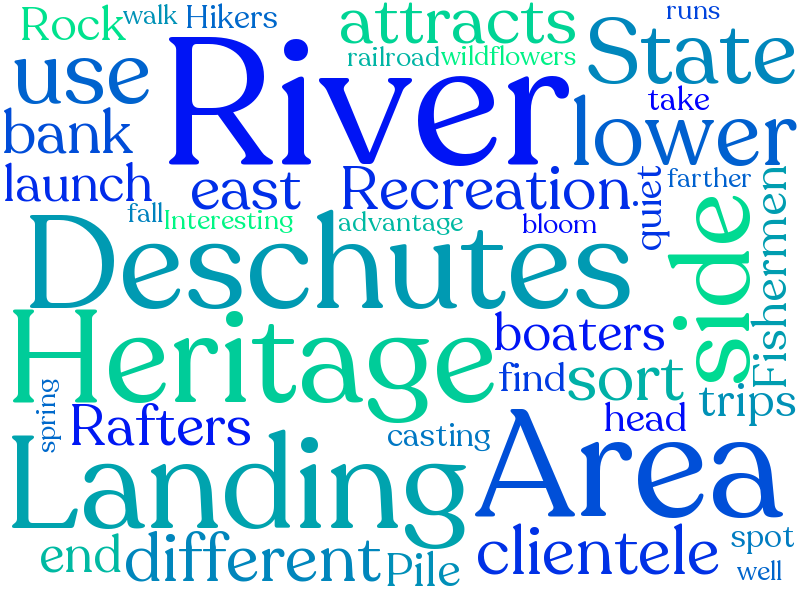 Rock walk Hikers attracts runs
railroad wildflowers State
use River take
bank lower
launch east Recreation. quiet farther
fall Interesting advantage bloom
Deschutes side Fishermen
Heritage boaters
find sort trips
spring Rafters casting head
Landing Area
end different Pile clientele spot
well